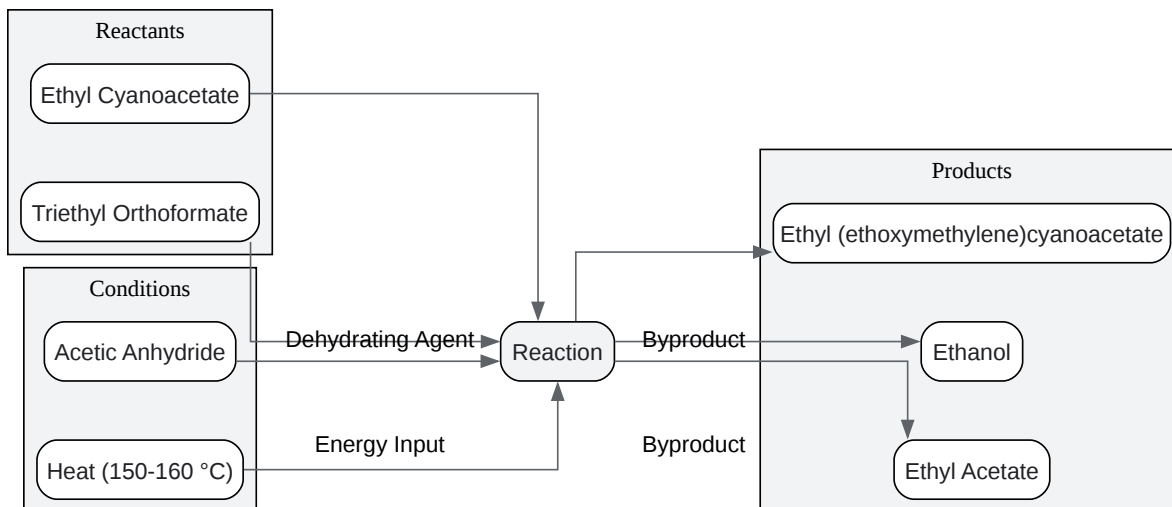 Reactants
Ethyl Cyanoacetate
Triethyl Orthoformate
Conditions
Acetic Anhydride
Heat (150-160 °C)
Dehydrating Agent
Energy Input
Reaction
Byproduct
Byproduct
Products
Ethyl (ethoxymethylene)cyanoacetate
Ethanol
Ethyl Acetate